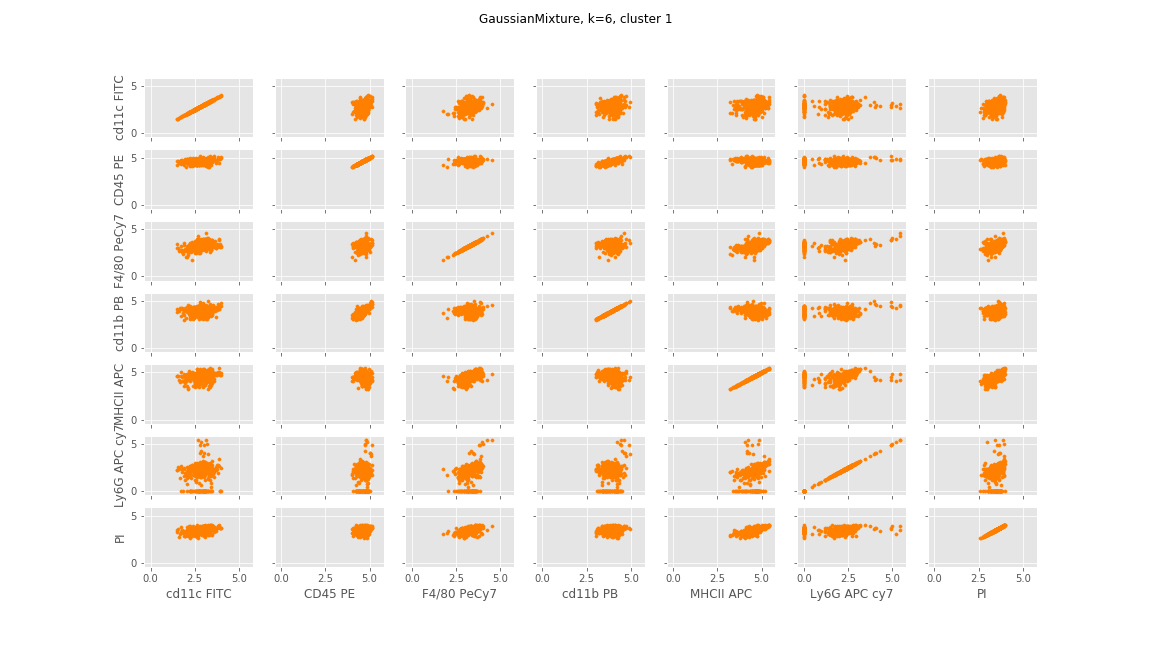 GaussianMixture, k=6, cluster 1
cd11c FITC
5
0
CD45 PE
5
0
F4/80 PeCy7
5
0
cd11b PB
5
0
MHCII APC
5
0
Ly6G APC cy7
5
0
PI
5
0
0.0 2.5 5.0 0.0 2.5 5.0 0.0 2.5 5.0 0.0 2.5 5.0 0.0 2.5 5.0 0.0 2.5 5.0 0.0 2.5 5.0
cd11c FITC CD45 PE F4/80 PeCy7 cd11b PB MHCII APC Ly6G APC cy7 PI